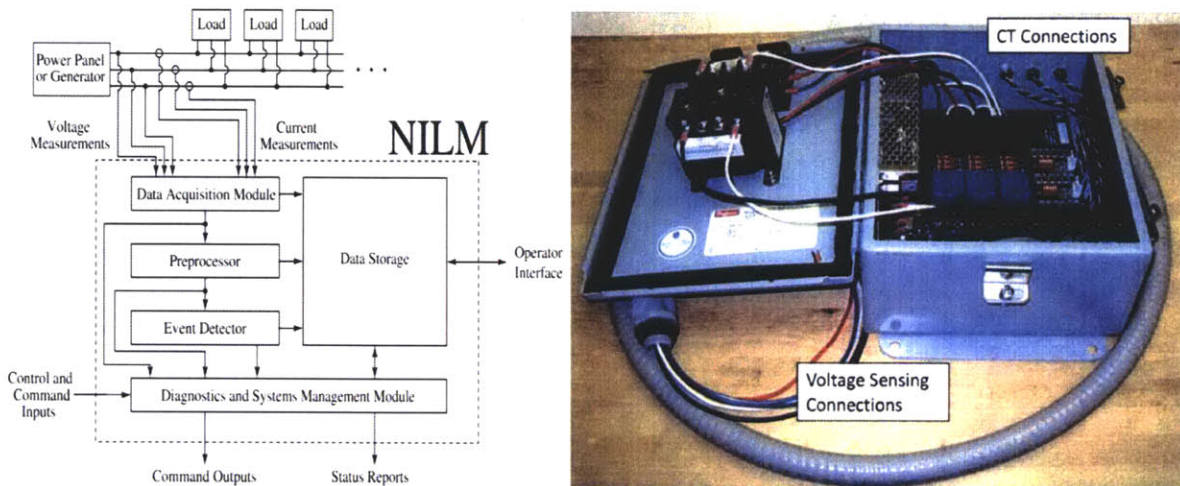 Load
Load
Load
Power Panel
or Generator
Voltage
Measurements
Current
Measurements
NILM
Data Acquisition Module
Preprocessor
Data Storage
Operator
Interface
Event Detector
Control and
Command
Inputs
Diagnostics and Systems Management Module
Command Outputs
Status Reports
CT Connections
Voltage Sensing
Connections